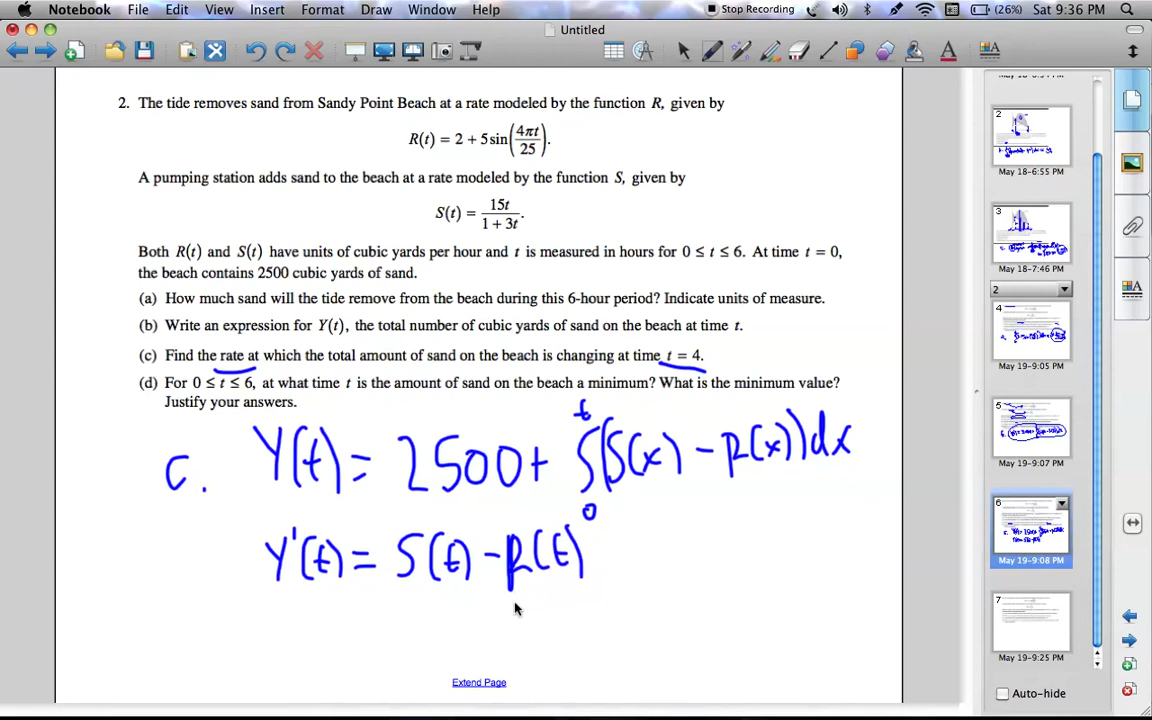 Notebook File Edit View Insert Format Draw Window Help Stop Recording (26%) Sat 9:36 PM
Untitled
2. The tide removes sand from Sandy Point Beach at a rate modeled by the function R, given by
R(t) = 2 + 5 sin(4πt/25).
A pumping station adds sand to the beach at a rate modeled by the function S, given by
S(t) = 15t/(1 + 3t).
Both R(t) and S(t) have units of cubic yards per hour and t is measured in hours for 0 ≤ t ≤ 6. At time t = 0,
the beach contains 2500 cubic yards of sand.
(a) How much sand will the tide remove from the beach during this 6-hour period? Indicate units of measure.
(b) Write an expression for Y(t), the total number of cubic yards of sand on the beach at time t.
(c) Find the rate at which the total amount of sand on the beach is changing at time t = 4.
(d) For 0 ≤ t ≤ 6, at what time t is the amount of sand on the beach a minimum? What is the minimum value?
Justify your answers.
c. Y(t) = 2500 + ∫₀ᵗ (S(x) - R(x)) dx
Y'(t) = S(t) - R(t)
Extend Page
2
May 18-6:55 PM
3
May 18-7:46 PM
2
4
May 19-9:05 PM
5
May 19-9:07 PM
6
May 19-9:08 PM
7
May 19-9:25 PM
Auto-hide